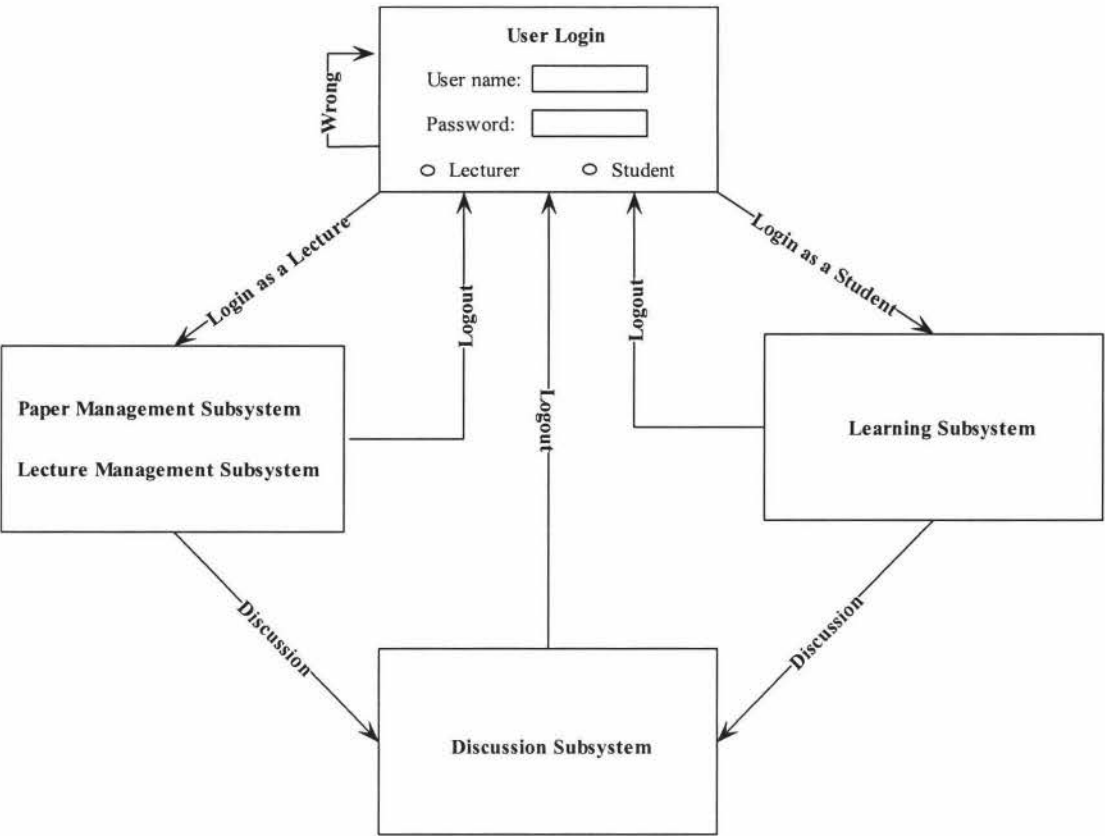 User Login
User name:
Wrong
Password:
Lecturer
Student
Login as a Lecture
Login as a Student
Logout
Logout
Logout
Paper Management Subsystem
Lecture Management Subsystem
Learning Subsystem
Discussion
Discussion
Discussion Subsystem